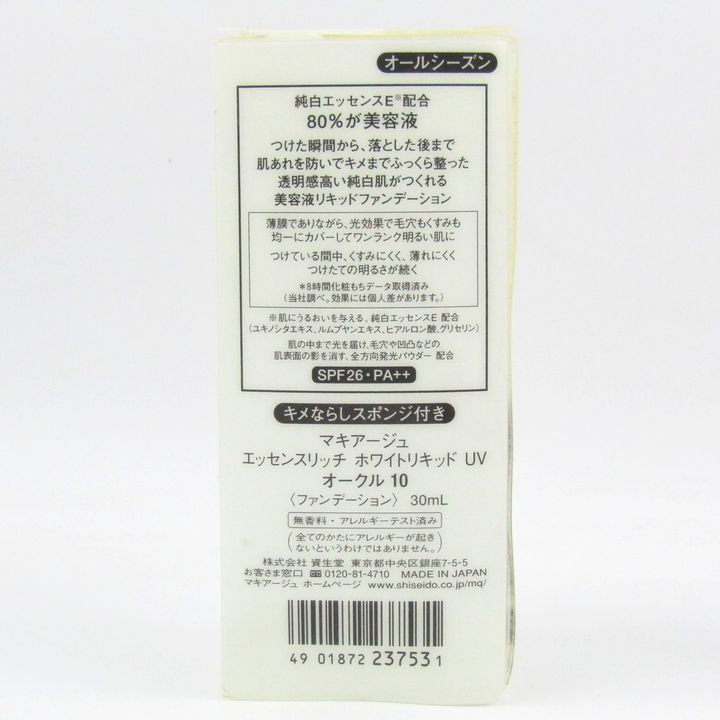 オールシーズン
純白エッセンスE※配合
80%が美容液
つけた瞬間から、落とした後まで
肌あれを防いでキメまでふっくら整った
透明感高い純白肌がつくれる
美容液リキッドファンデーション
薄膜でありながら、光効果で毛穴もくすみも
均一にカバーしてワンランク明るい肌に
つけている間中、くすみにくく、薄れにくく
つけたての明るさが続く
*8時間化粧もちデータ取得済み
(当社調べ。効果には個人差があります。)
※肌にうるおいを与える、純白エッセンスE 配合
(ユキノシタエキス、ルムプヤンエキス、ヒアルロン酸、グリセリン)
肌の中まで光を届け、毛穴や凹凸などの
肌表面の影を消す、全方向発光パウダー 配合
SPF26・PA++
キメならしスポンジ付き
マキアージュ
エッセンスリッチ ホワイトリキッド UV
オークル 10
〈ファンデーション〉 30mL
無香料・アレルギーテスト済み
(全てのかたにアレルギーが起き
ないというわけではありません。)
株式会社 資生堂 東京都中央区銀座7-5-5
お客さま窓口 ☎ 0120-81-4710 MADE IN JAPAN
マキアージュ ホームページ www.shiseido.co.jp/mq/
49 01872 237531